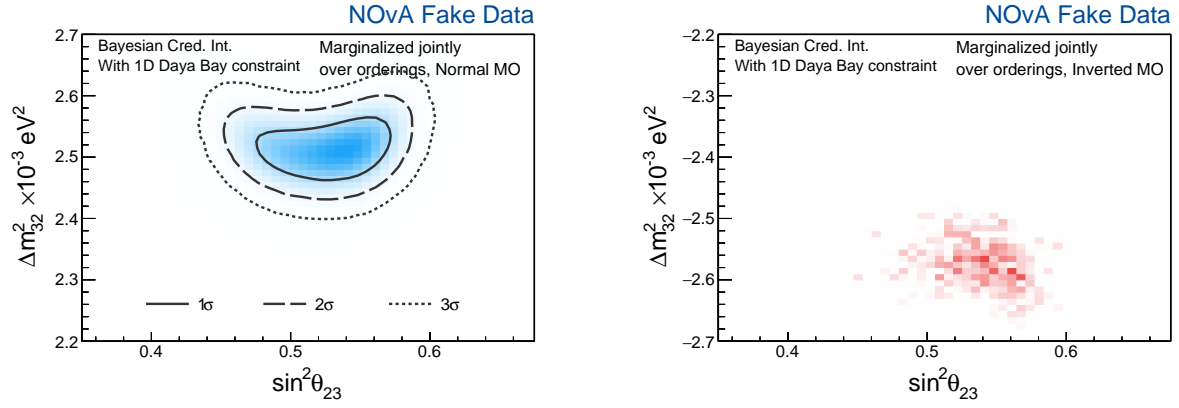 NOvA Fake Data
Bayesian Cred. Int.
With 1D Daya Bay constraint
Marginalized jointly
over orderings, Normal MO
2.7
2.6
2.5
2.4
2.3
2.2
Δm²₃₂ ×10⁻³ eV²
1σ
2σ
3σ
0.4
0.5
0.6
sin²θ₂₃
NOvA Fake Data
Bayesian Cred. Int.
With 1D Daya Bay constraint
Marginalized jointly
over orderings, Inverted MO
−2.2
−2.3
−2.4
−2.5
−2.6
−2.7
Δm²₃₂ ×10⁻³ eV²
0.4
0.5
0.6
sin²θ₂₃